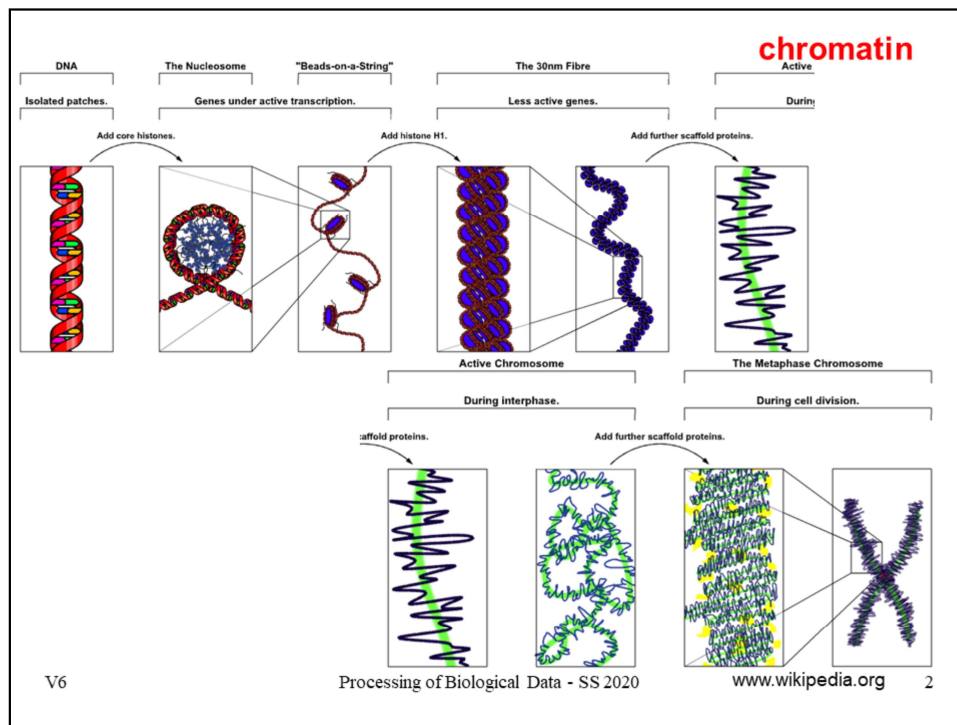 chromatin
DNA
The Nucleosome
"Beads-on-a-String"
The 30nm Fibre
Active
Isolated patches.
Genes under active transcription.
Less active genes.
During
Add core histones.
Add histone H1.
Add further scaffold proteins.
Active Chromosome
The Metaphase Chromosome
During interphase.
During cell division.
caffold proteins.
Add further scaffold proteins.
V6
Processing of Biological Data - SS 2020
www.wikipedia.org
2